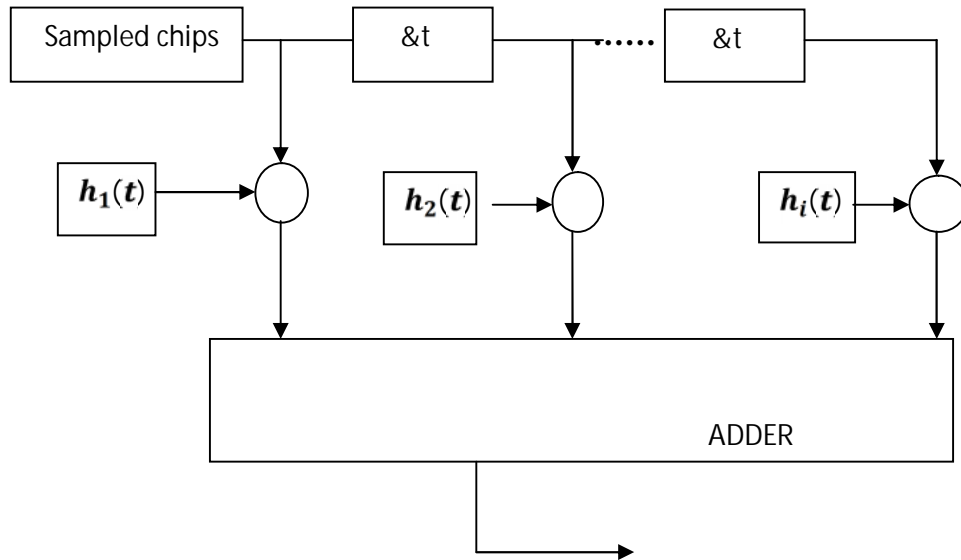 Sampled chips
&t
......
&t
h₁(t)
h₂(t)
hᵢ(t)
ADDER